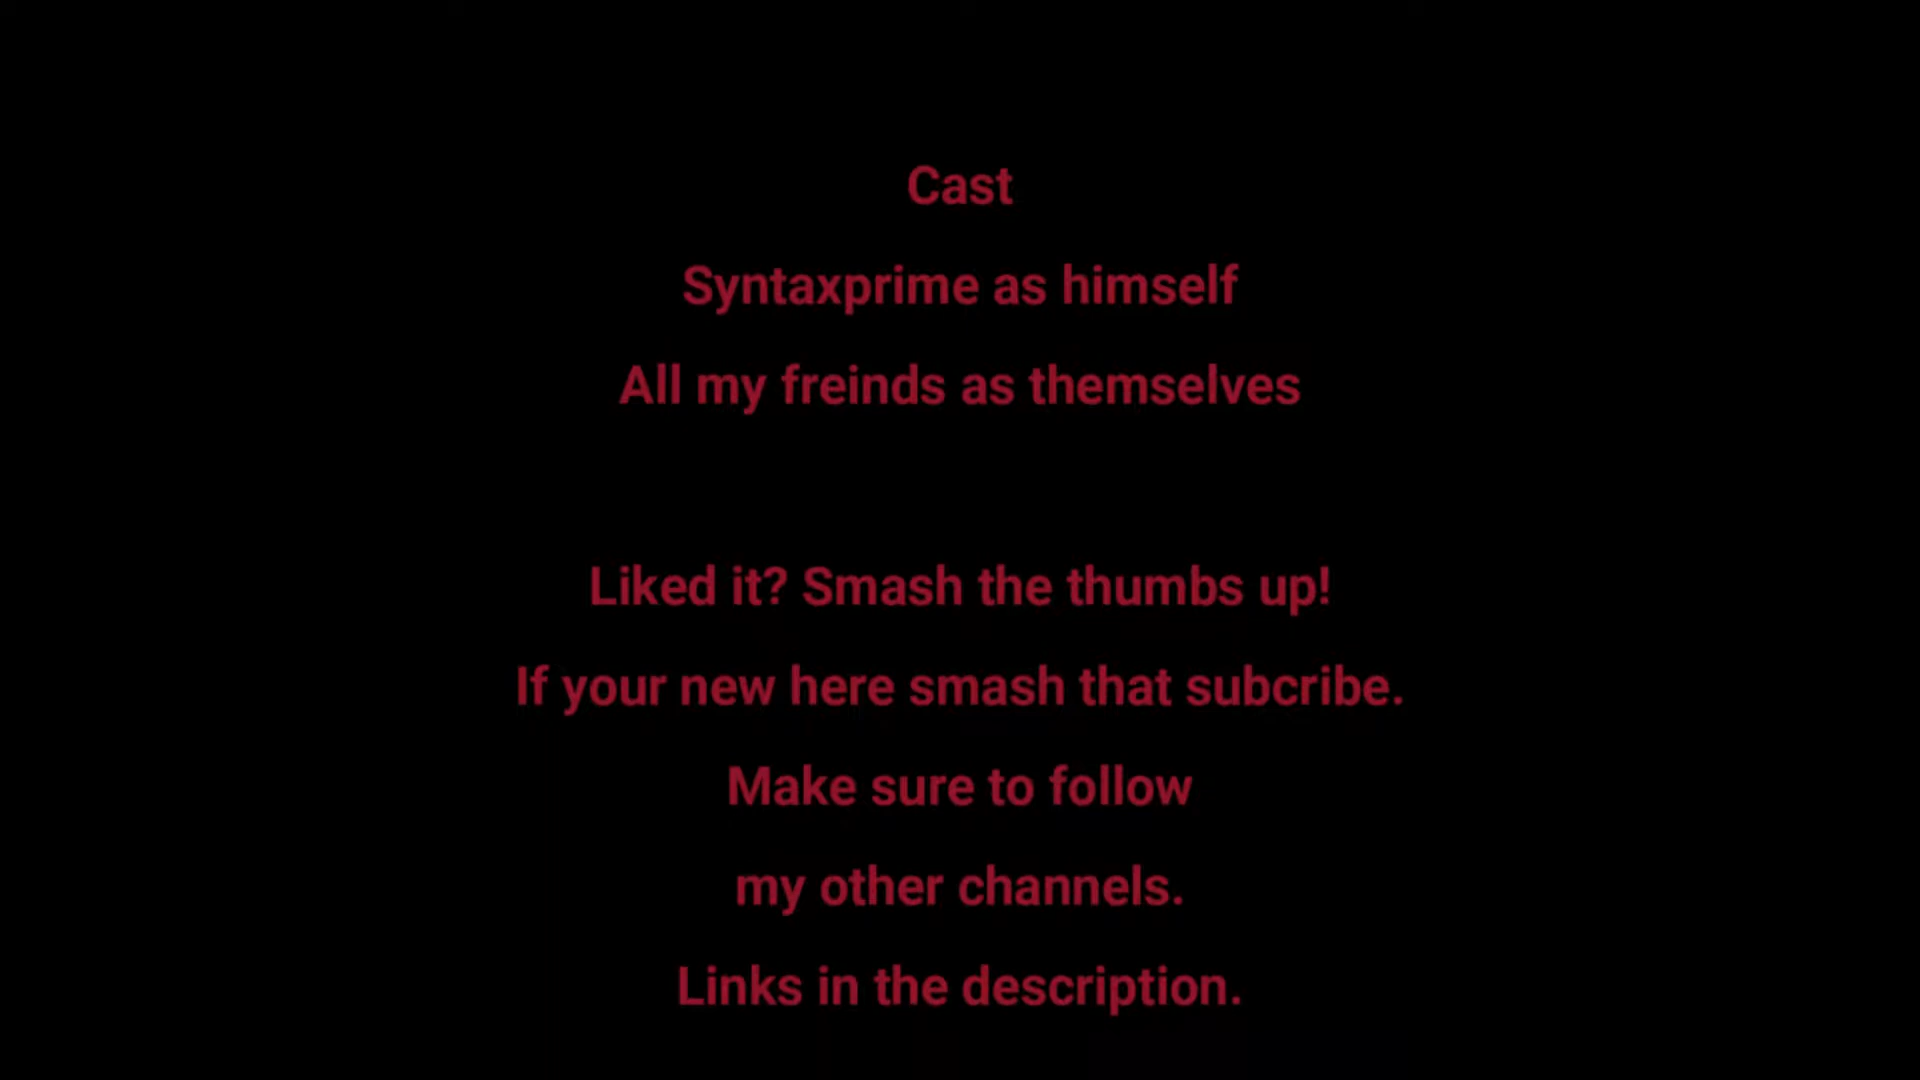 Cast
Syntaxprime as himself
All my freinds as themselves
Liked it? Smash the thumbs up!
If your new here smash that subcribe.
Make sure to follow
my other channels.
Links in the description.